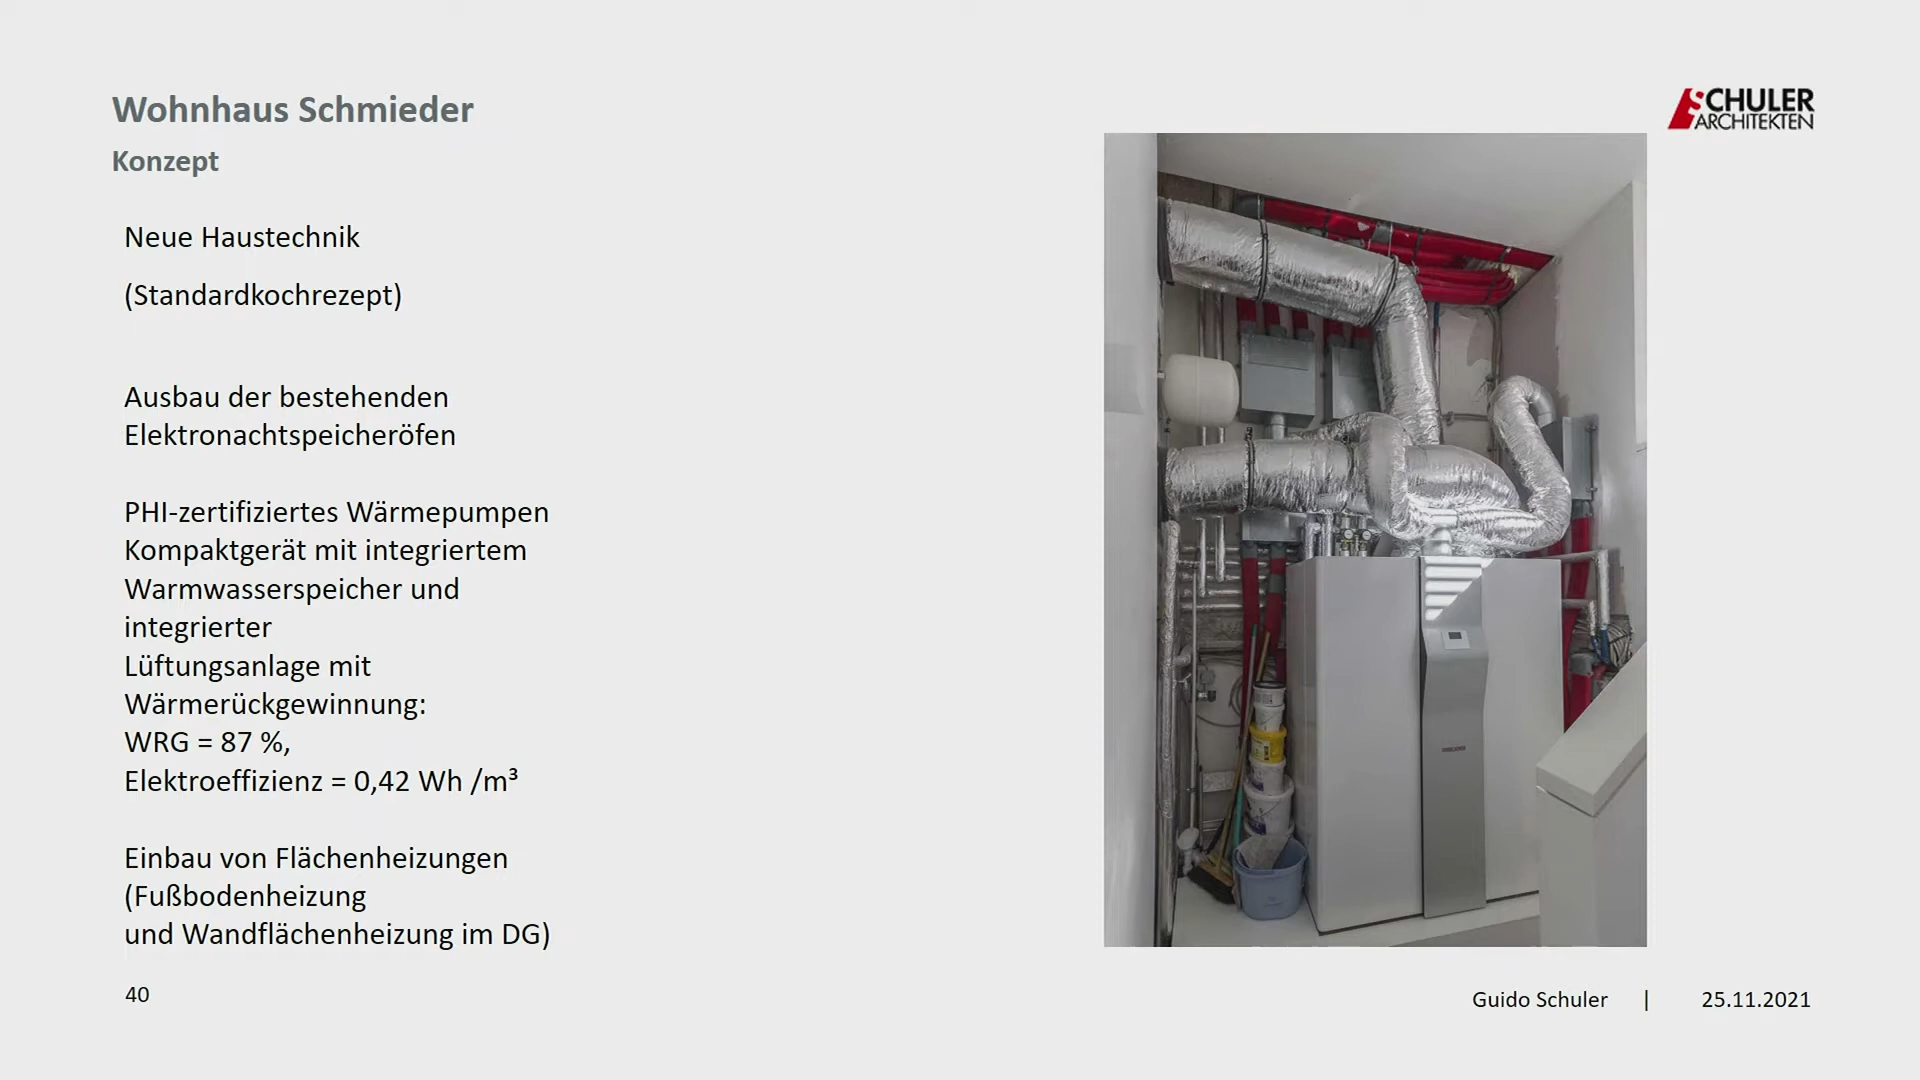 Wohnhaus Schmieder
Konzept
SCHULER
ARCHITEKTEN
Neue Haustechnik
(Standardkochrezept)
Ausbau der bestehenden
Elektronachtspeicheröfen
PHI-zertifiziertes Wärmepumpen
Kompaktgerät mit integriertem
Warmwasserspeicher und
integrierter
Lüftungsanlage mit
Wärmerückgewinnung:
WRG = 87 %,
Elektroeffizienz = 0,42 Wh /m³
Einbau von Flächenheizungen
(Fußbodenheizung
und Wandflächenheizung im DG)
40
Guido Schuler | 25.11.2021